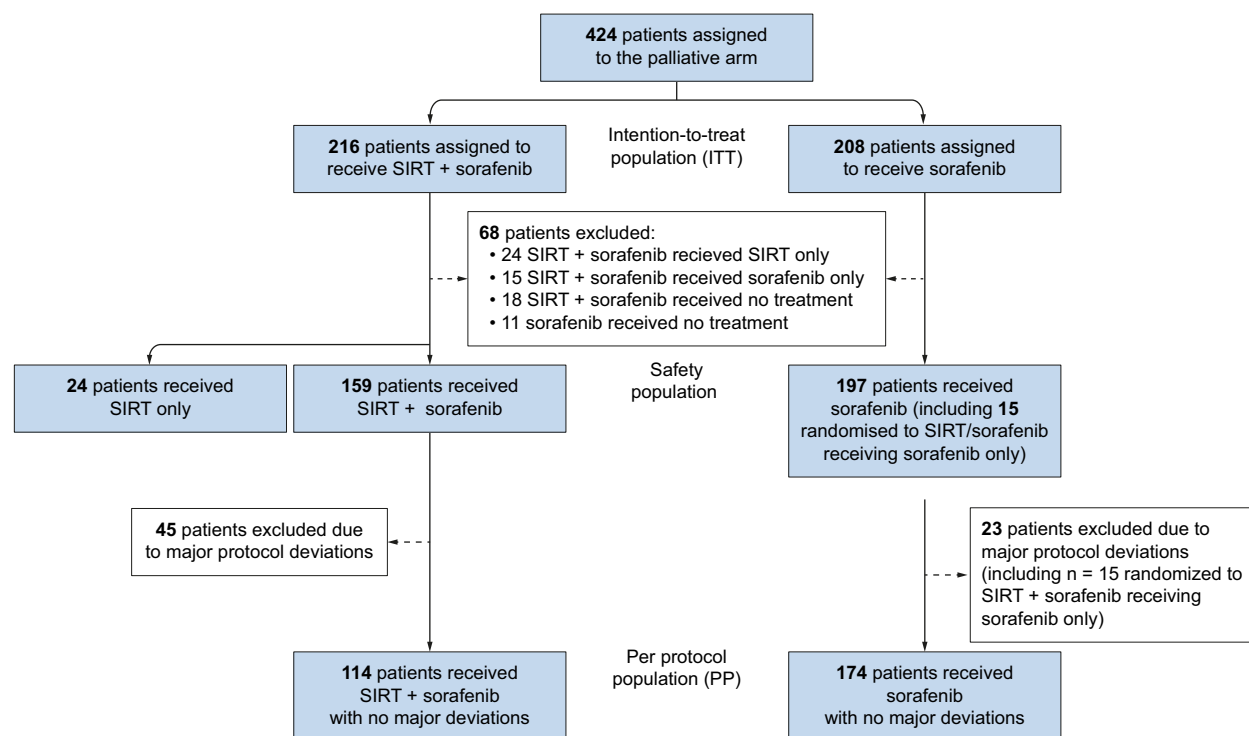 424 patients assigned
to the palliative arm
216 patients assigned to
receive SIRT + sorafenib
Intention-to-treat
population (ITT)
208 patients assigned
to receive sorafenib
68 patients excluded:
• 24 SIRT + sorafenib recieved SIRT only
• 15 SIRT + sorafenib received sorafenib only
• 18 SIRT + sorafenib received no treatment
• 11 sorafenib received no treatment
24 patients received
SIRT only
159 patients received
SIRT + sorafenib
Safety
population
197 patients received
sorafenib (including 15
randomised to SIRT/sorafenib
receiving sorafenib only)
45 patients excluded due
to major protocol deviations
23 patients excluded due to
major protocol deviations
(including n = 15 randomized to
SIRT + sorafenib receiving
sorafenib only)
114 patients received
SIRT + sorafenib
with no major deviations
Per protocol
population (PP)
174 patients received
sorafenib
with no major deviations